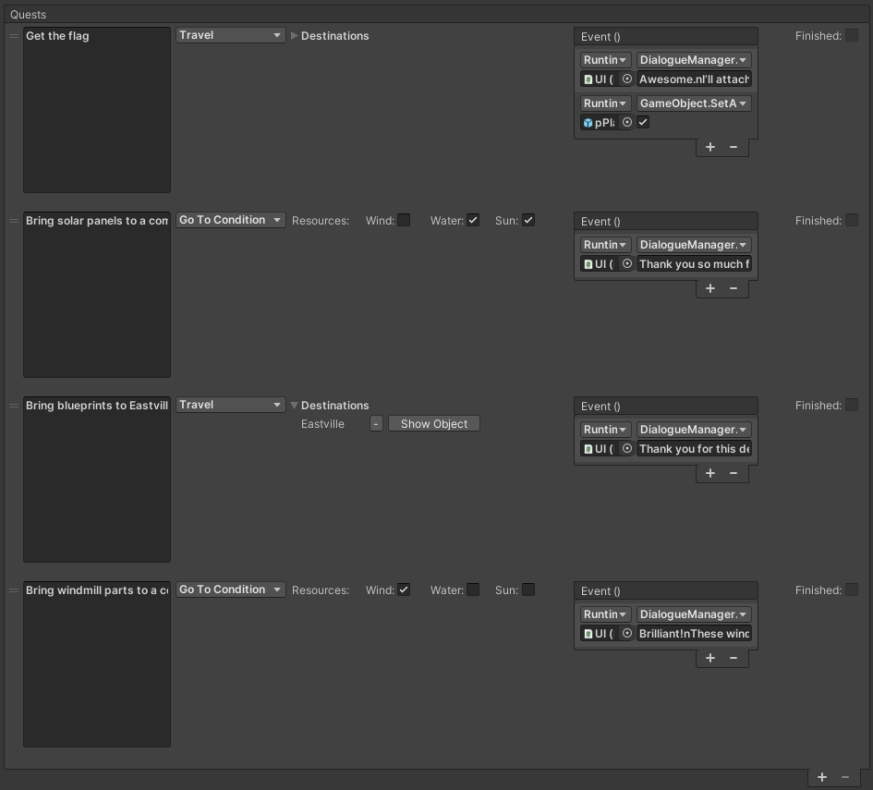 Quests
Get the flag
Travel
Destinations
Event ()
Finished:
Runtin
DialogueManager.
UI (
Awesome.nI'll attach
Runtin
GameObject.SetA
pPl
+ −
Bring solar panels to a com
Go To Condition
Resources:
Wind:
Water:
Sun:
Event ()
Finished:
Runtin
DialogueManager.
UI (
Thank you so much f
+ −
Bring blueprints to Eastvill
Travel
Destinations
Eastville
-
Show Object
Event ()
Finished:
Runtin
DialogueManager.
UI (
Thank you for this de
+ −
Bring windmill parts to a c
Go To Condition
Resources:
Wind:
Water:
Sun:
Event ()
Finished:
Runtin
DialogueManager.
UI (
Brilliant!nThese wind
+ −
+ −